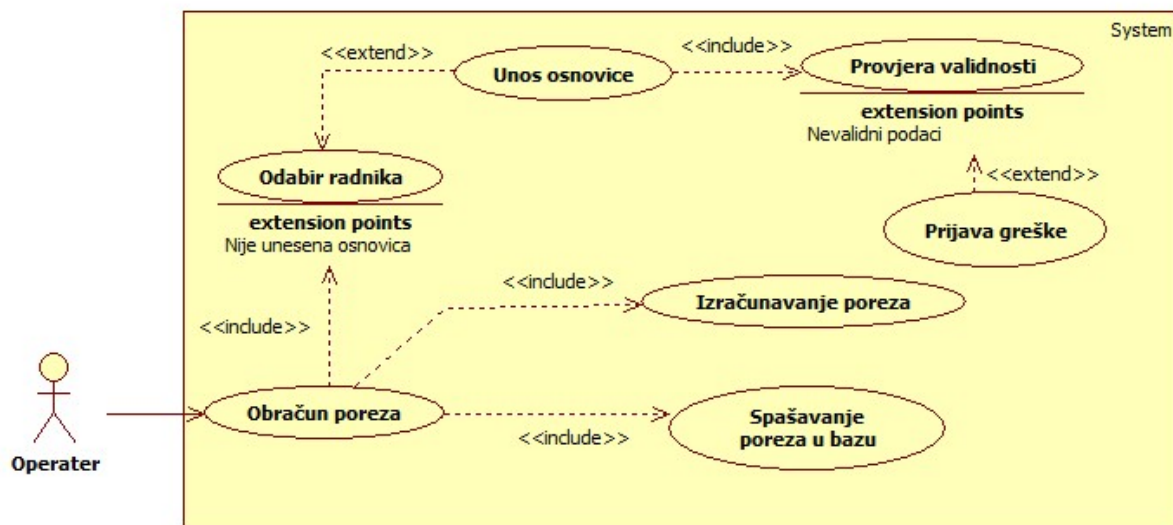 System
<<extend>>
Unos osnovice
<<include>>
Provjera validnosti
extension points
Nevalidni podaci
<<extend>>
Prijava greške
Odabir radnika
extension points
Nije unesena osnovica
<<include>>
<<include>>
Izračunavanje poreza
Operater
Obračun poreza
<<include>>
Spašavanje
poreza u bazu